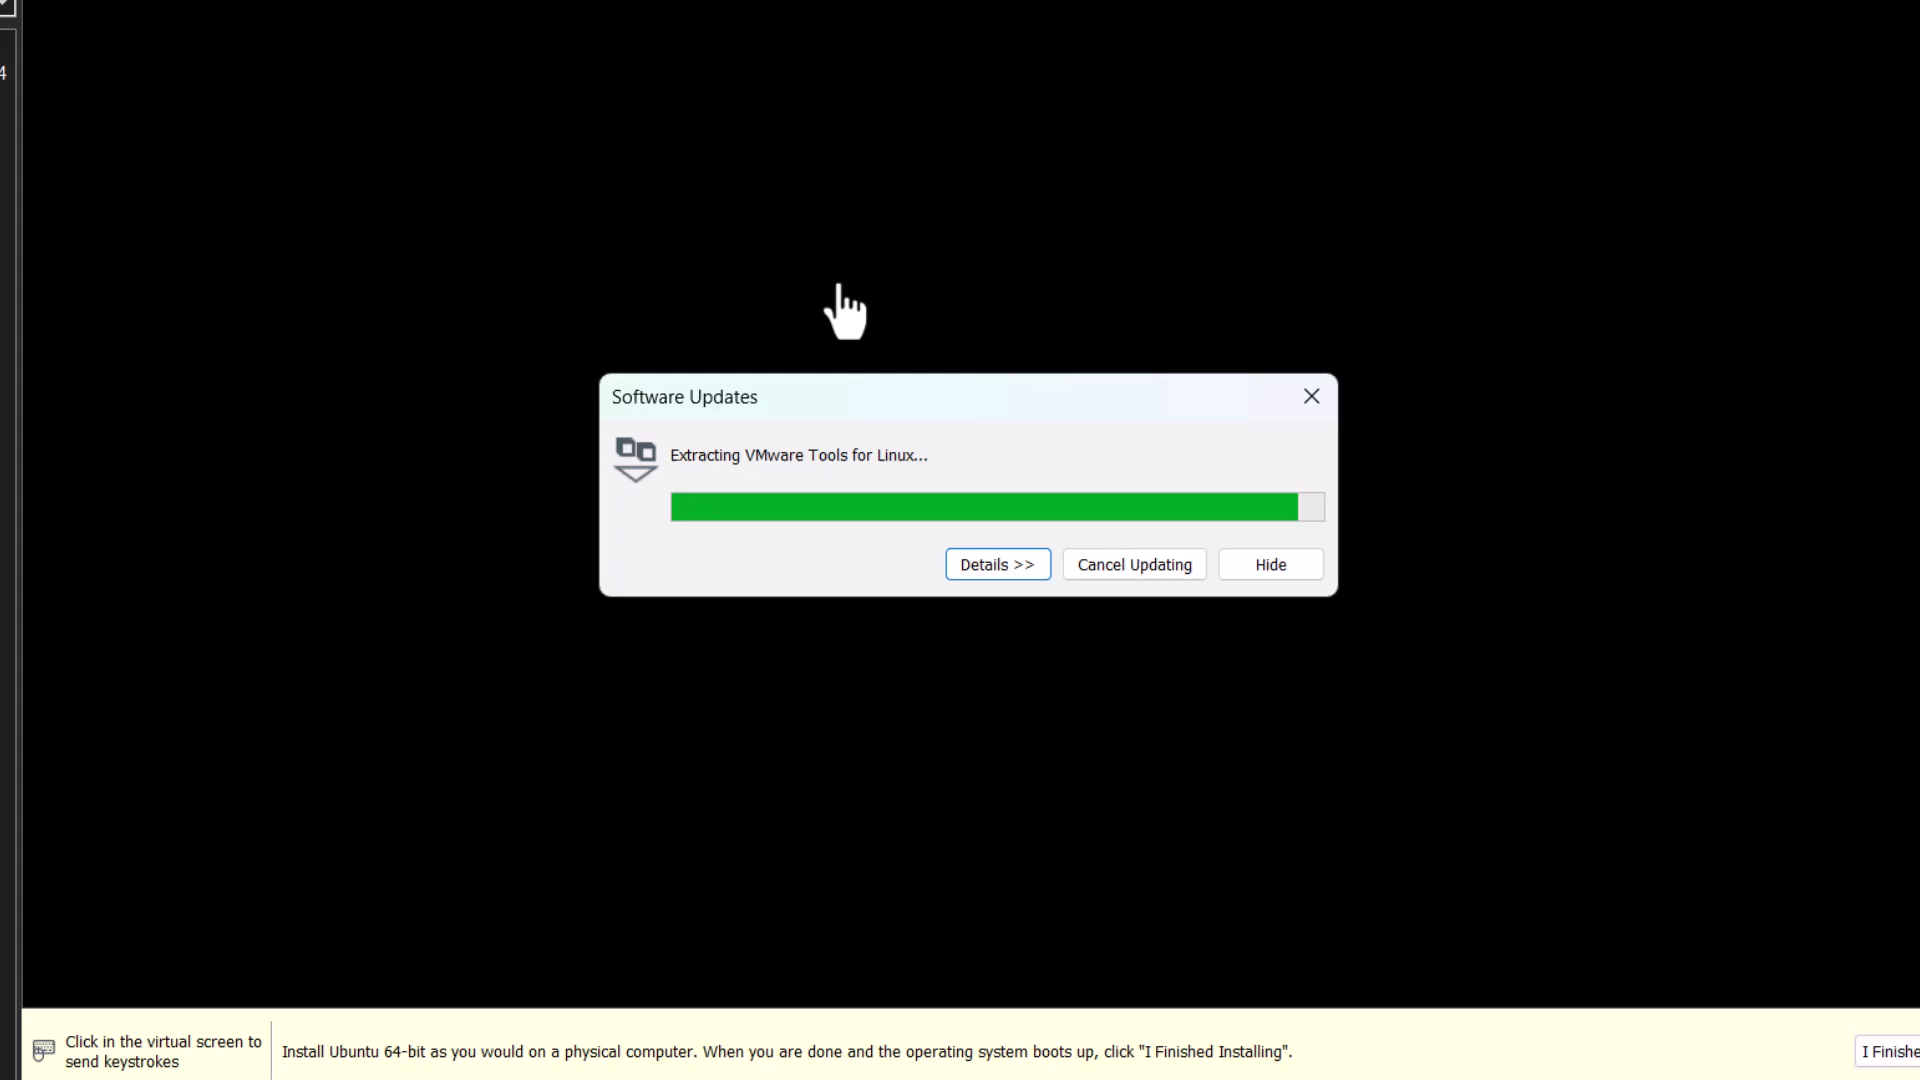 4
Software Updates
Extracting VMware Tools for Linux...
Details >>
Cancel Updating
Hide
Click in the virtual screen to
send keystrokes
Install Ubuntu 64-bit as you would on a physical computer. When you are done and the operating system boots up, click "I Finished Installing".
I Finishe